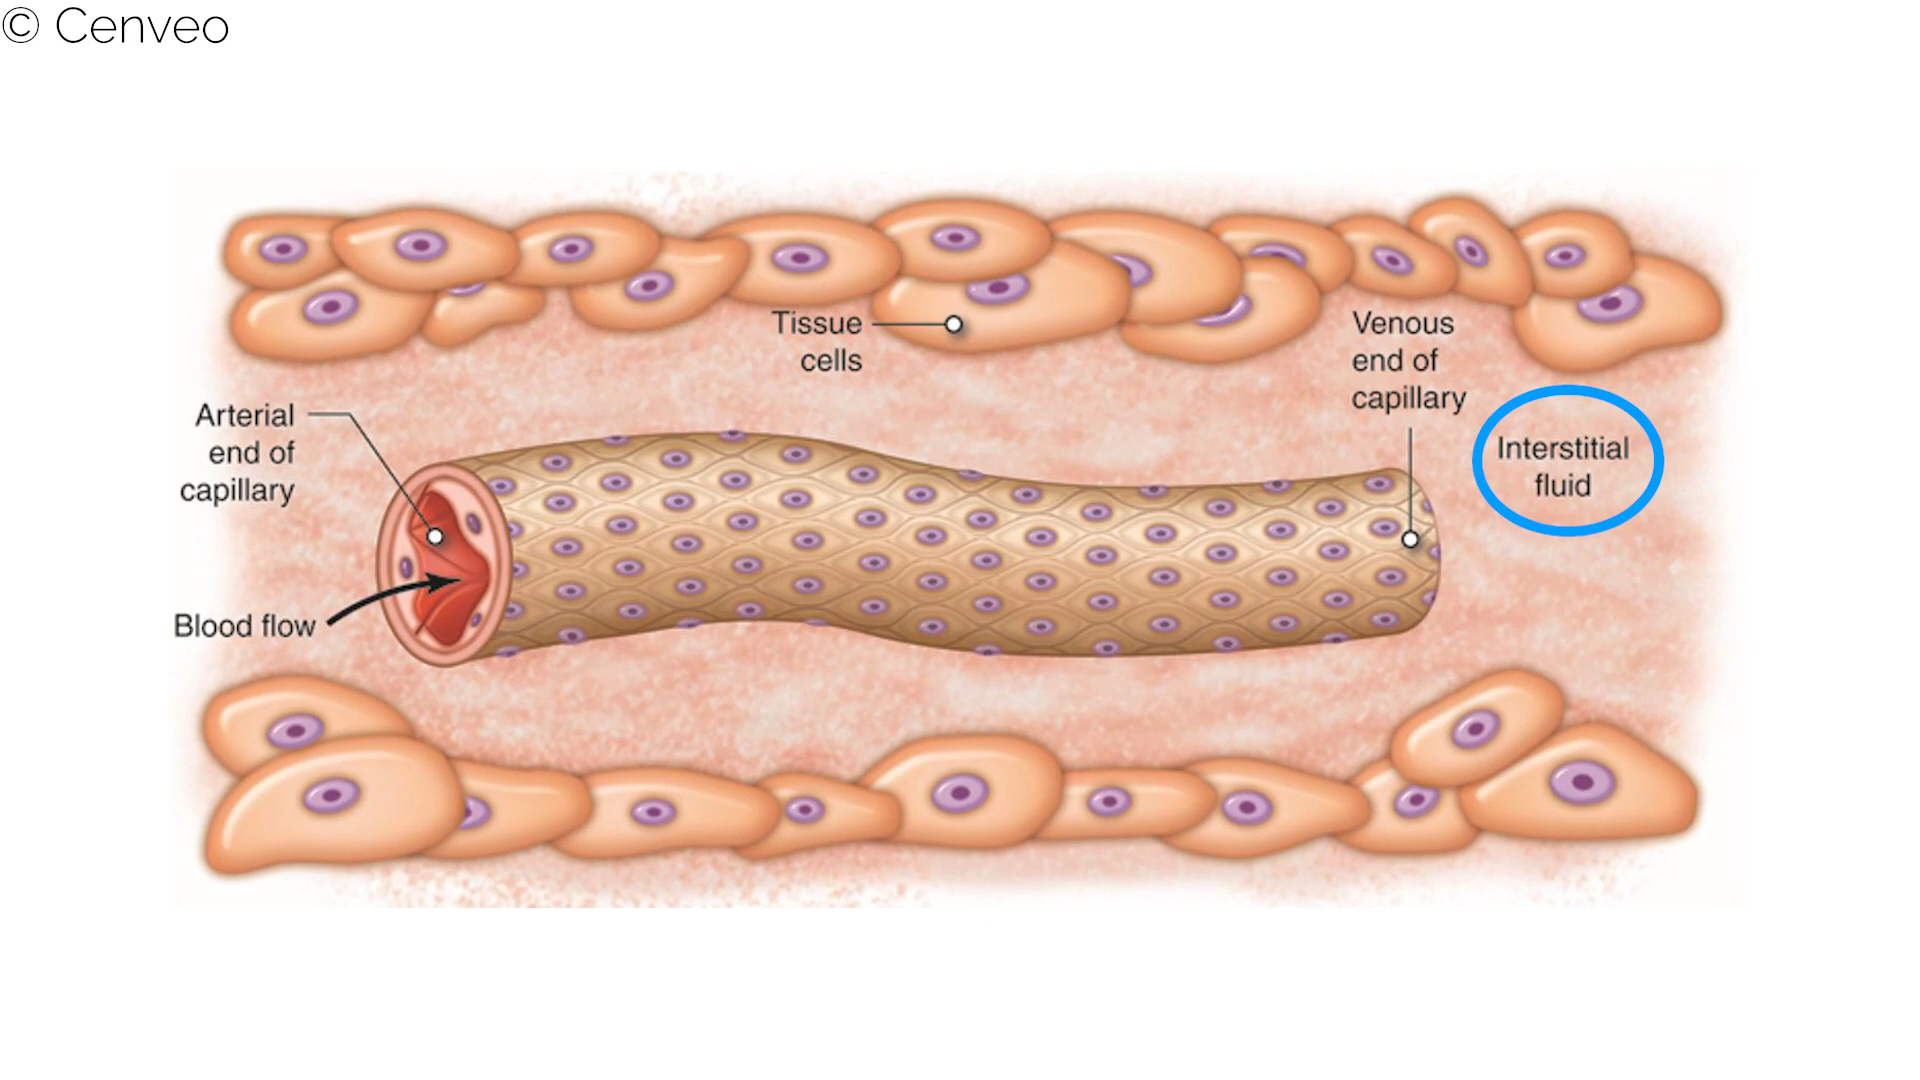 © Cenveo
Tissue
cells
Venous
end of
capillary
Arterial
end of
capillary
Interstitial
fluid
Blood flow